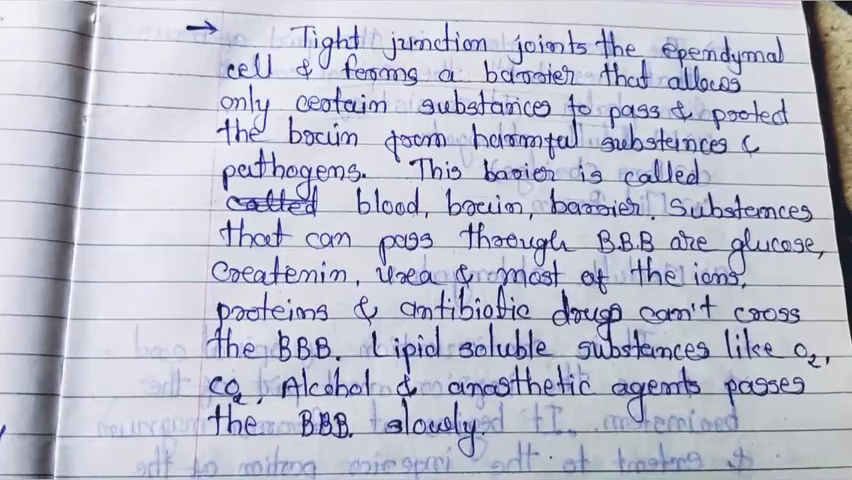 → Tight junction joints the ependymal
cell & forms a barrier that allows
only certain substances to pass & protect
the brain from harmful substances &
pathogens. This barier is called
called blood, brain, barrier. Substances
that can pass through B.B.B are glucose,
Createnin, urea & most of the ions,
proteins & antibiotic drugs can't cross
the BBB. Lipid soluble substances like O₂,
CO₂, Alcohol & anasthetic agents passes
the BBB. slowely